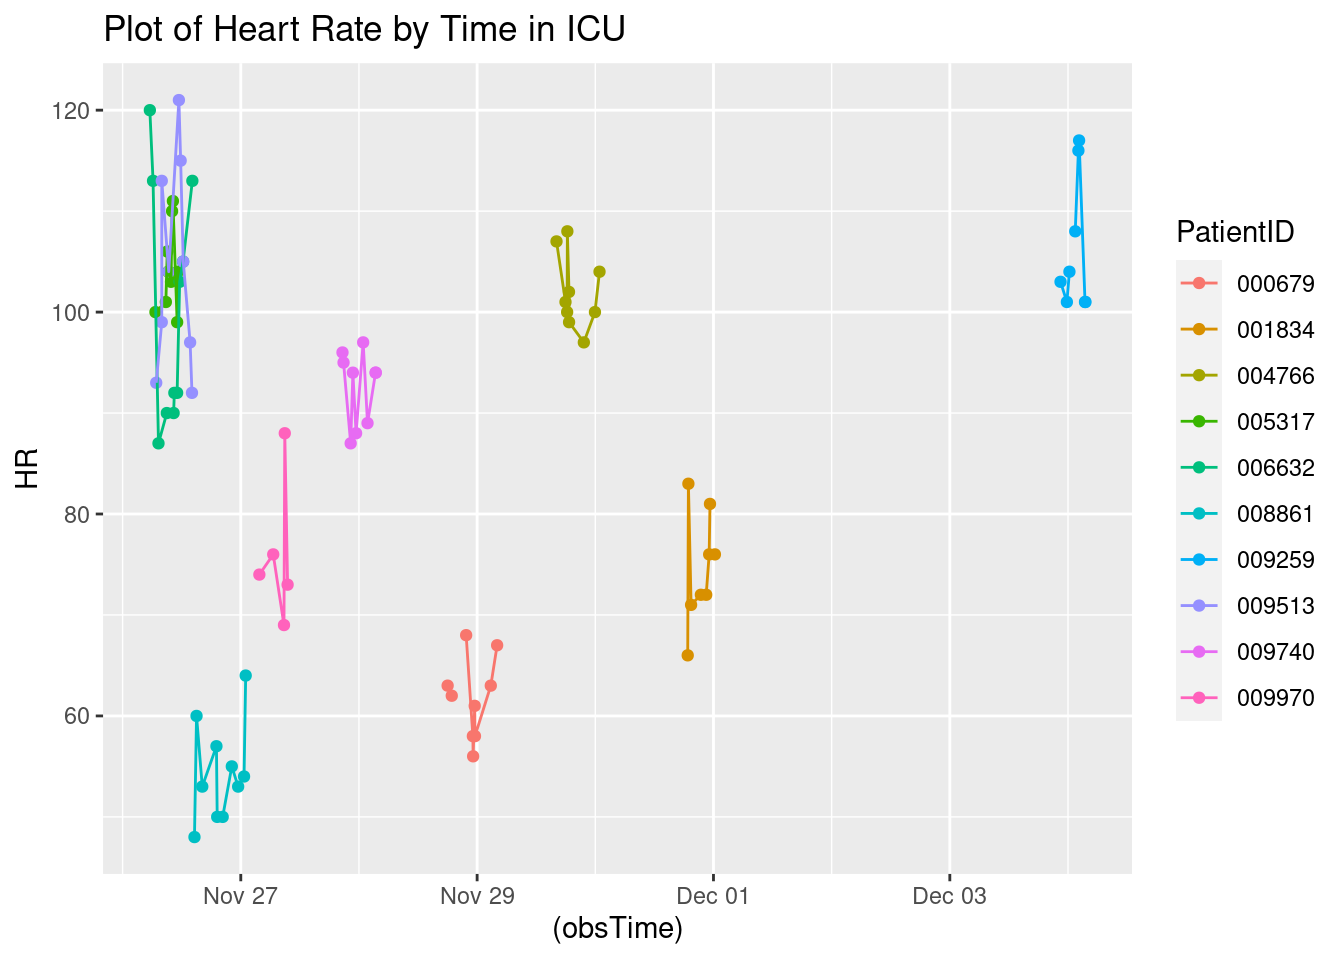 Plot of Heart Rate by Time in ICU
120
100
80
60
HR
Nov 27
Nov 29
Dec 01
Dec 03
(obsTime)
PatientID
000679
001834
004766
005317
006632
008861
009259
009513
009740
009970